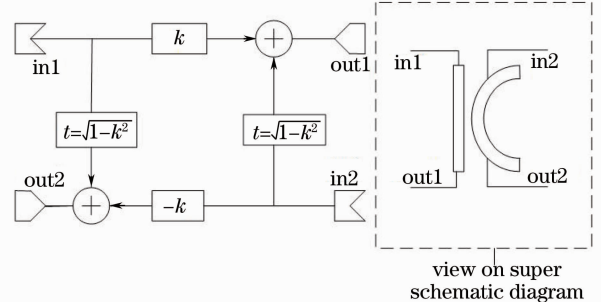 k
in1
out1
t=√1−k²
t=√1−k²
out2
in2
−k
in1
in2
out1
out2
view on super
schematic diagram